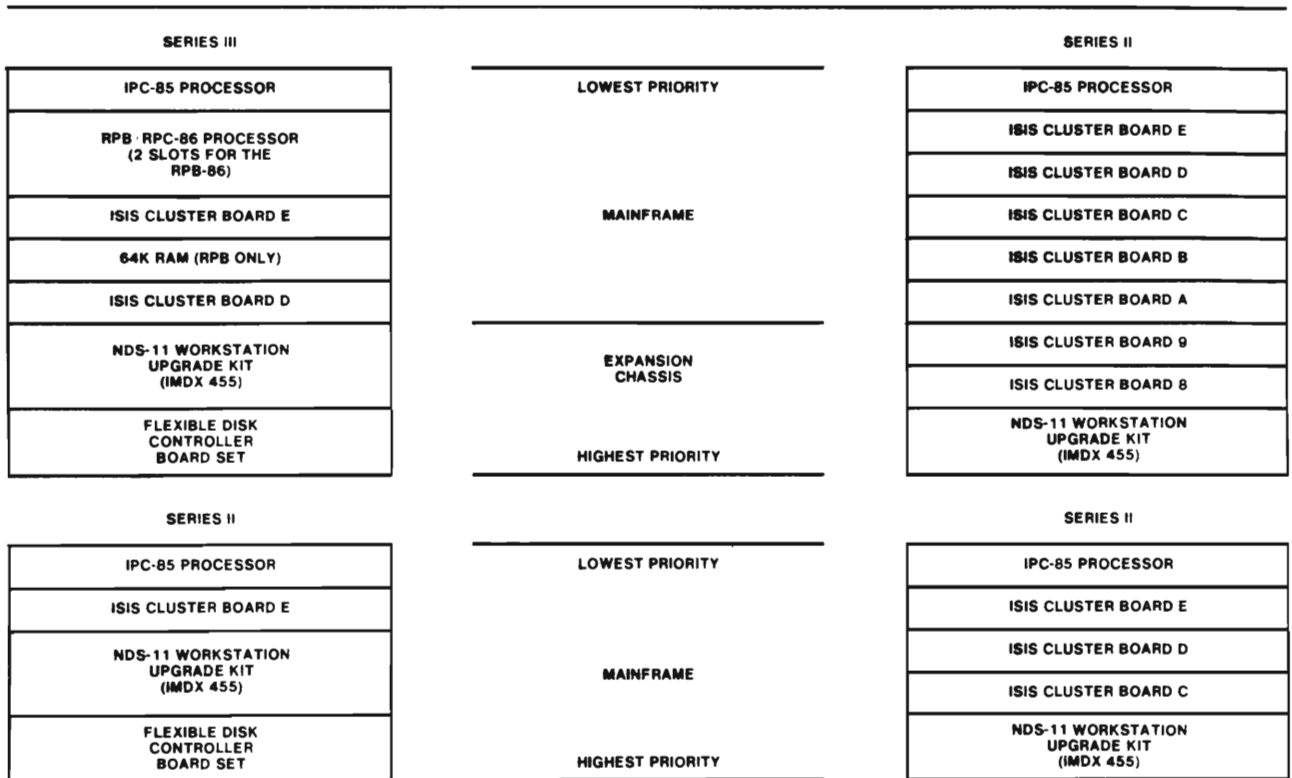 SERIES III
IPC-85 PROCESSOR
RPB · RPC-86 PROCESSOR
(2 SLOTS FOR THE
RPB-86)
ISIS CLUSTER BOARD E
64K RAM (RPB ONLY)
ISIS CLUSTER BOARD D
NDS-11 WORKSTATION
UPGRADE KIT
(IMDX 455)
FLEXIBLE DISK
CONTROLLER
BOARD SET
LOWEST PRIORITY
MAINFRAME
EXPANSION
CHASSIS
HIGHEST PRIORITY
SERIES II
IPC-85 PROCESSOR
ISIS CLUSTER BOARD E
ISIS CLUSTER BOARD D
ISIS CLUSTER BOARD C
ISIS CLUSTER BOARD B
ISIS CLUSTER BOARD A
ISIS CLUSTER BOARD 9
ISIS CLUSTER BOARD 8
NDS-11 WORKSTATION
UPGRADE KIT
(IMDX 455)
SERIES II
IPC-85 PROCESSOR
ISIS CLUSTER BOARD E
NDS-11 WORKSTATION
UPGRADE KIT
(IMDX 455)
FLEXIBLE DISK
CONTROLLER
BOARD SET
LOWEST PRIORITY
MAINFRAME
HIGHEST PRIORITY
SERIES II
IPC-85 PROCESSOR
ISIS CLUSTER BOARD E
ISIS CLUSTER BOARD D
ISIS CLUSTER BOARD C
NDS-11 WORKSTATION
UPGRADE KIT
(IMDX 455)